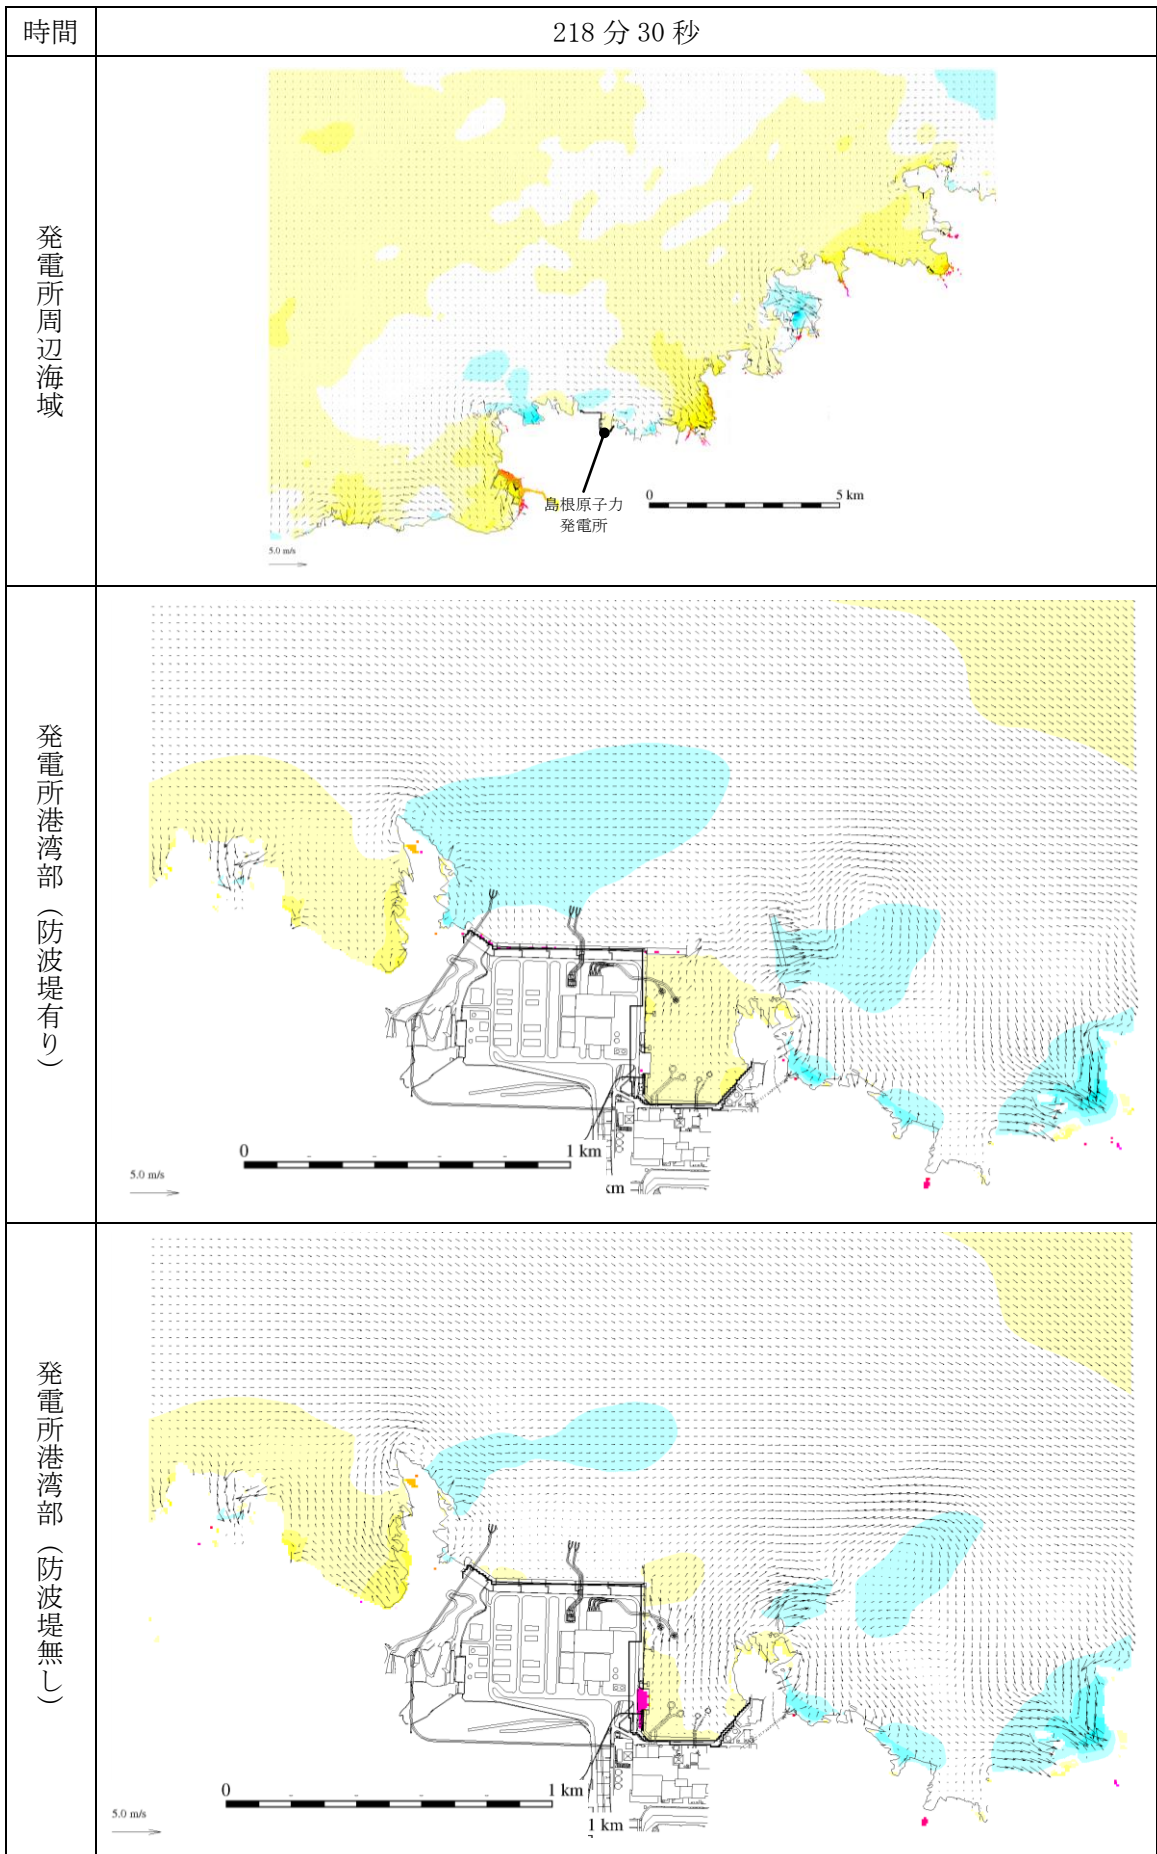 時間
218 分 30 秒
発電所周辺海域
島根原子力
発電所
0
5 km
5.0 m/s
発電所港湾部（防波堤有り）
0
1 km
km
5.0 m/s
発電所港湾部（防波堤無し）
0
1 km
1 km
5.0 m/s